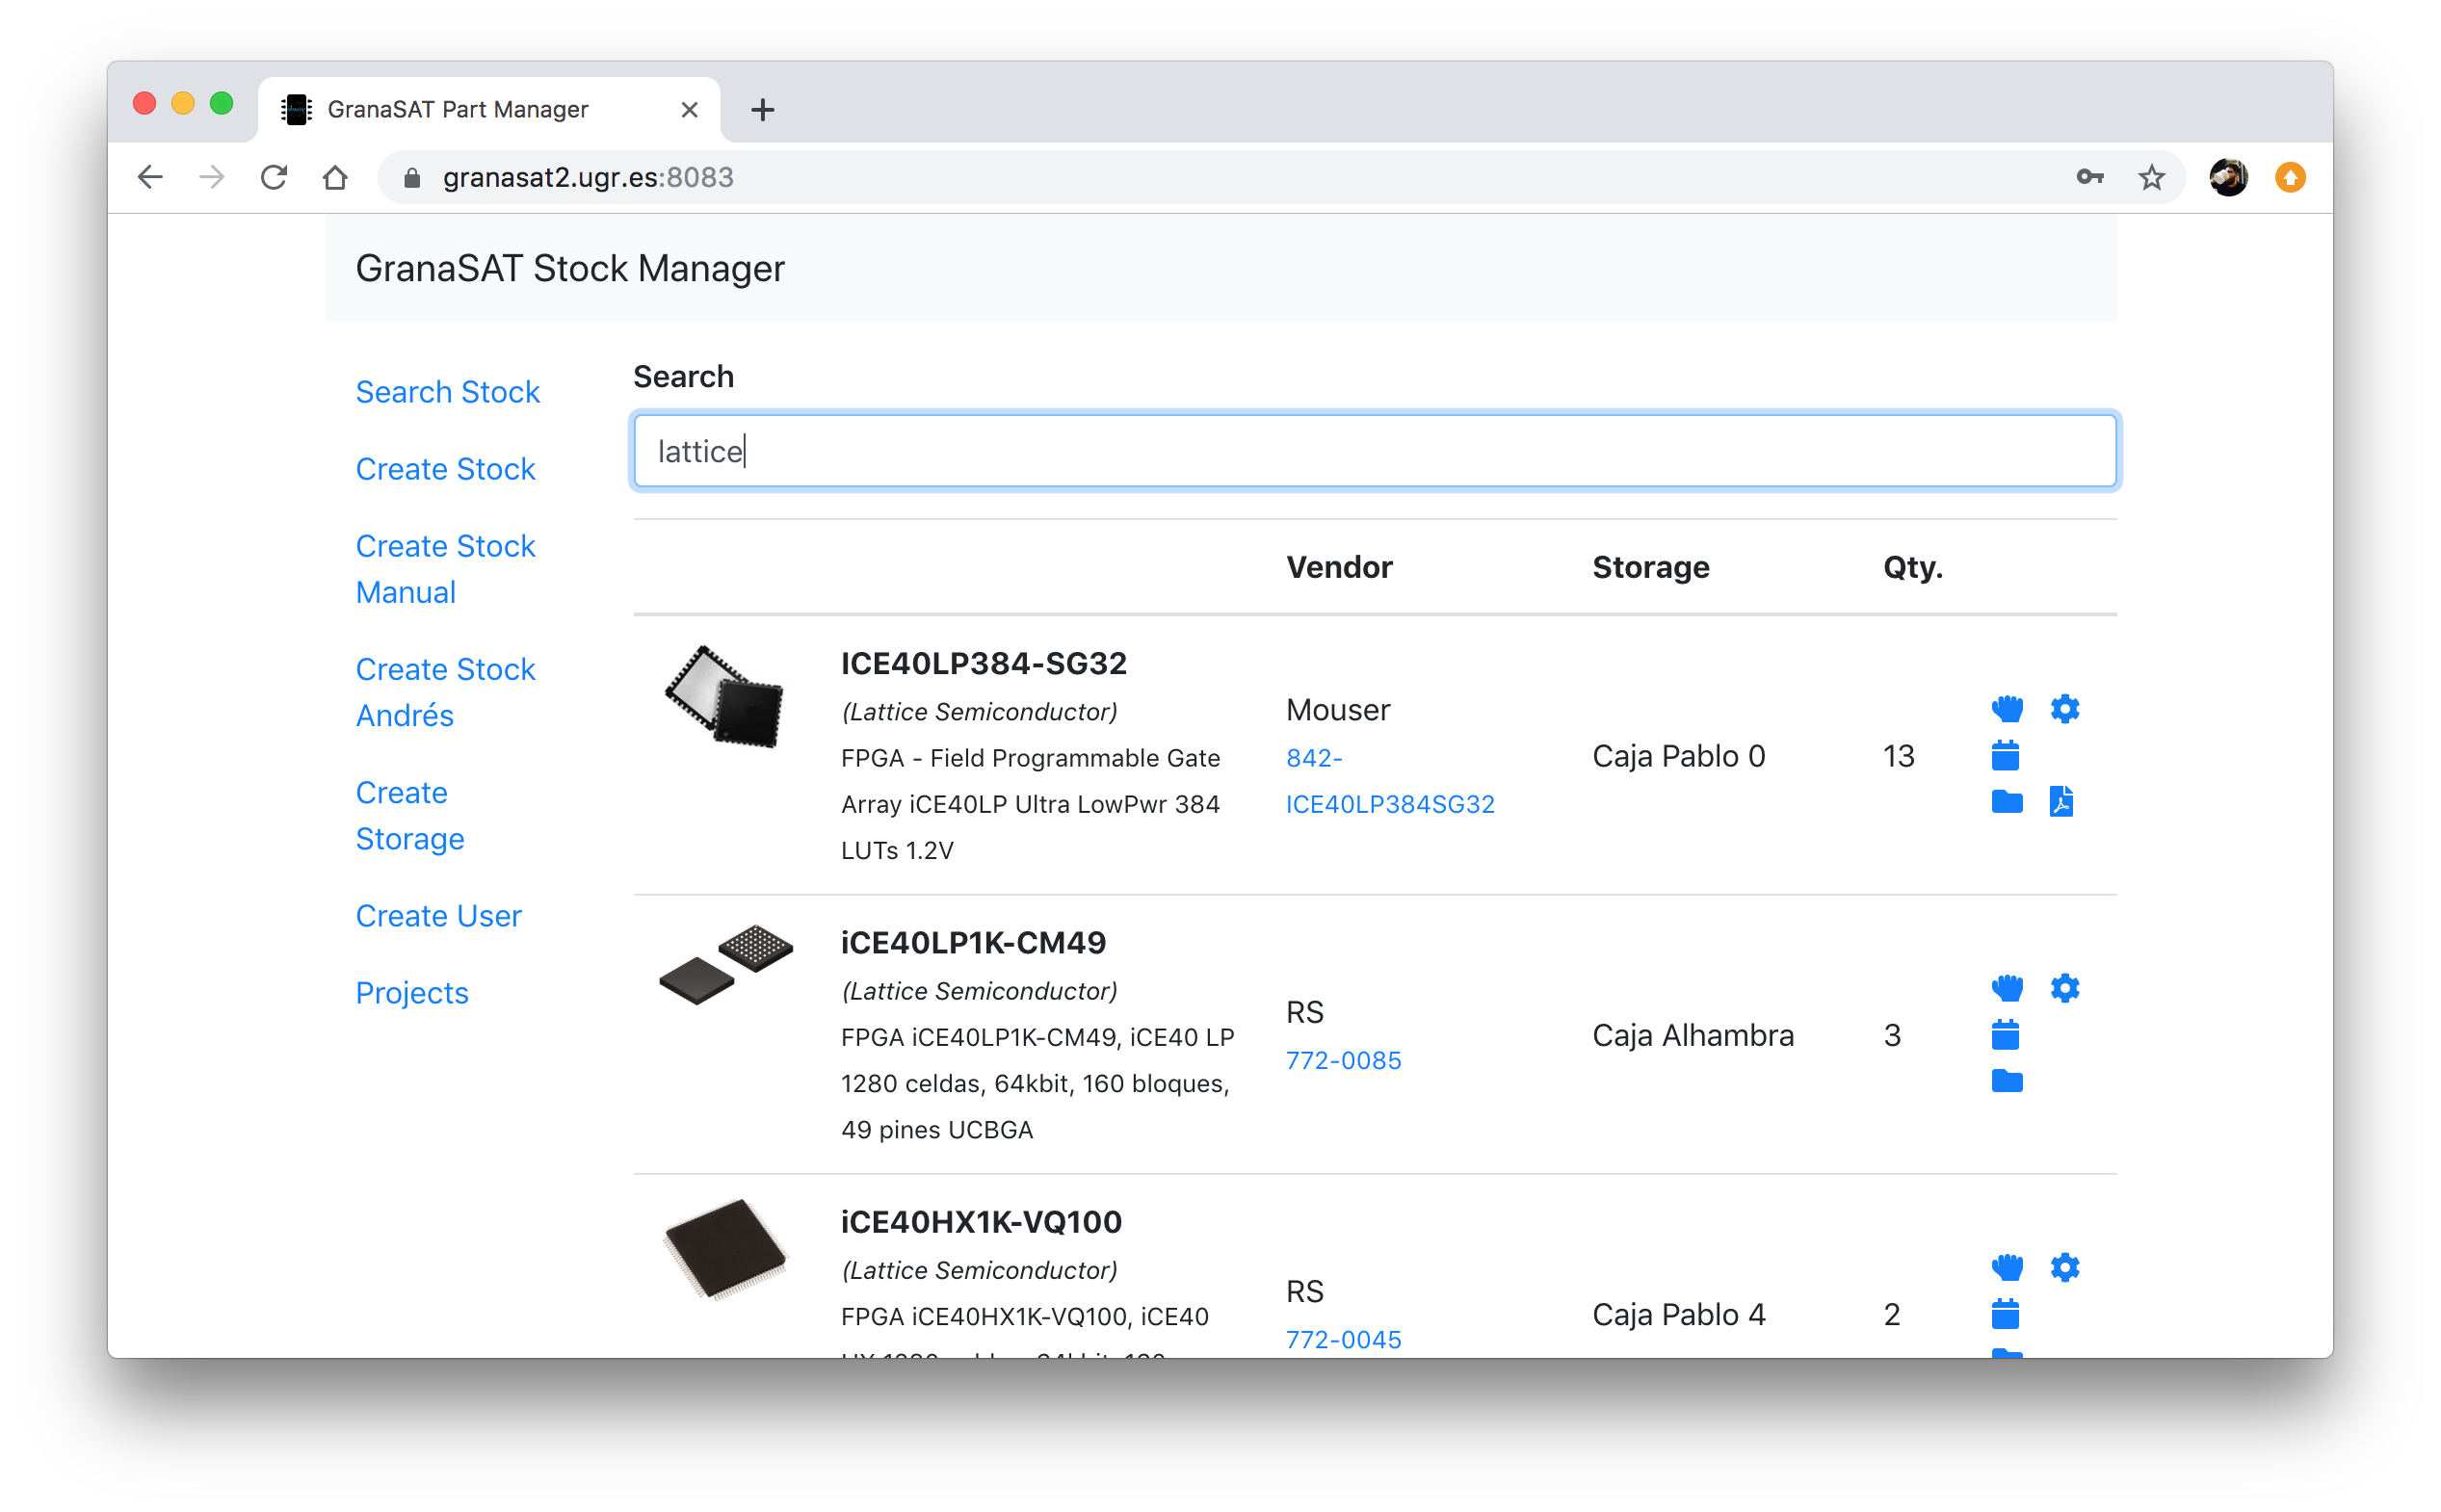 GranaSAT Part Manager
granasat2.ugr.es:8083
GranaSAT Stock Manager
Search Stock
Create Stock
Create Stock
Manual
Create Stock
Andrés
Create
Storage
Create User
Projects
Search
lattice
Vendor Storage Qty.
ICE40LP384-SG32
(Lattice Semiconductor)
FPGA - Field Programmable Gate
Array iCE40LP Ultra LowPwr 384
LUTs 1.2V
Mouser
842-
ICE40LP384SG32
Caja Pablo 0
13
iCE40LP1K-CM49
(Lattice Semiconductor)
FPGA iCE40LP1K-CM49, iCE40 LP
1280 celdas, 64kbit, 160 bloques,
49 pines UCBGA
RS
772-0085
Caja Alhambra
3
iCE40HX1K-VQ100
(Lattice Semiconductor)
FPGA iCE40HX1K-VQ100, iCE40
RS
772-0045
Caja Pablo 4
2